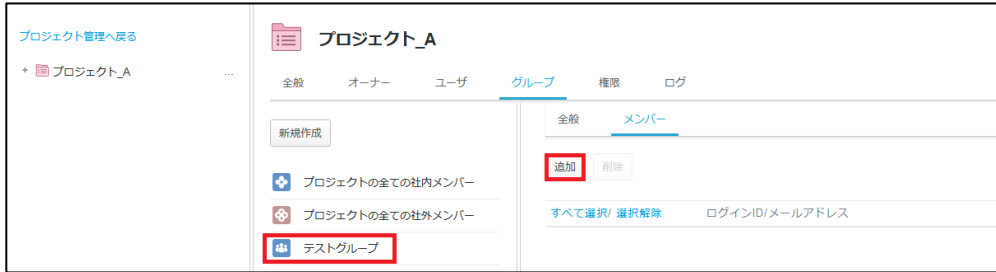 プロジェクト管理へ戻る
+ プロジェクト_A ...
プロジェクト_A
全般 オーナー ユーザ グループ 権限 ログ
新規作成
プロジェクトの全ての社内メンバー
プロジェクトの全ての社外メンバー
テストグループ
全般 メンバー
追加 削除
すべて選択/ 選択解除 ログインID/メールアドレス